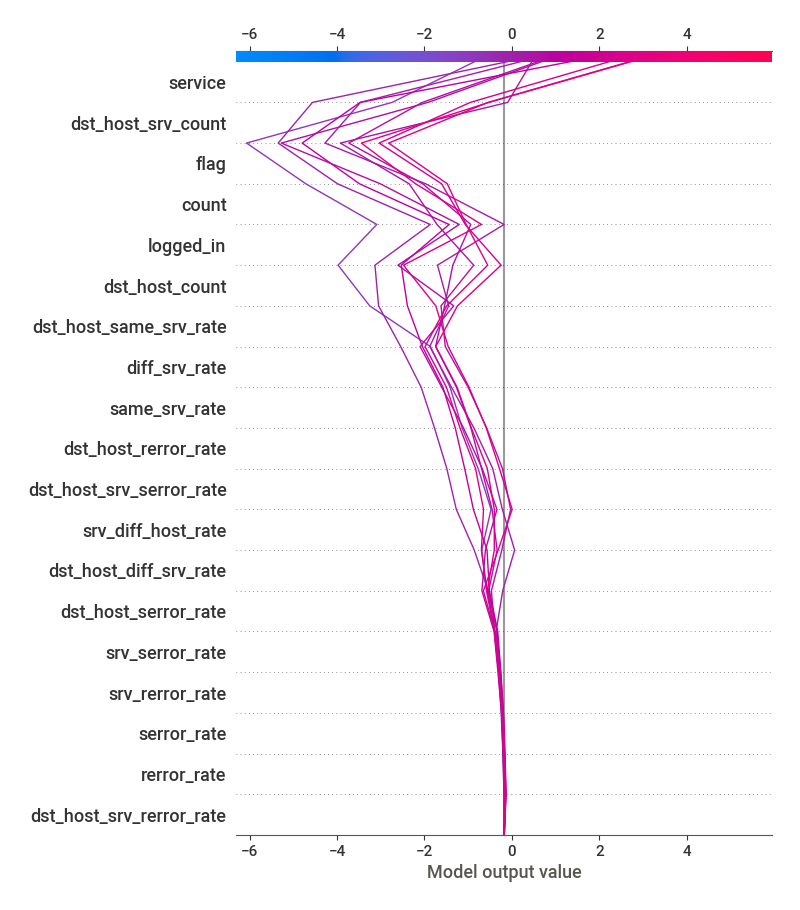 −6 −4 −2 0 2 4
service
dst_host_srv_count
flag
count
logged_in
dst_host_count
dst_host_same_srv_rate
diff_srv_rate
same_srv_rate
dst_host_rerror_rate
dst_host_srv_serror_rate
srv_diff_host_rate
dst_host_diff_srv_rate
dst_host_serror_rate
srv_serror_rate
srv_rerror_rate
serror_rate
rerror_rate
dst_host_srv_rerror_rate
−6 −4 −2 0 2 4
Model output value